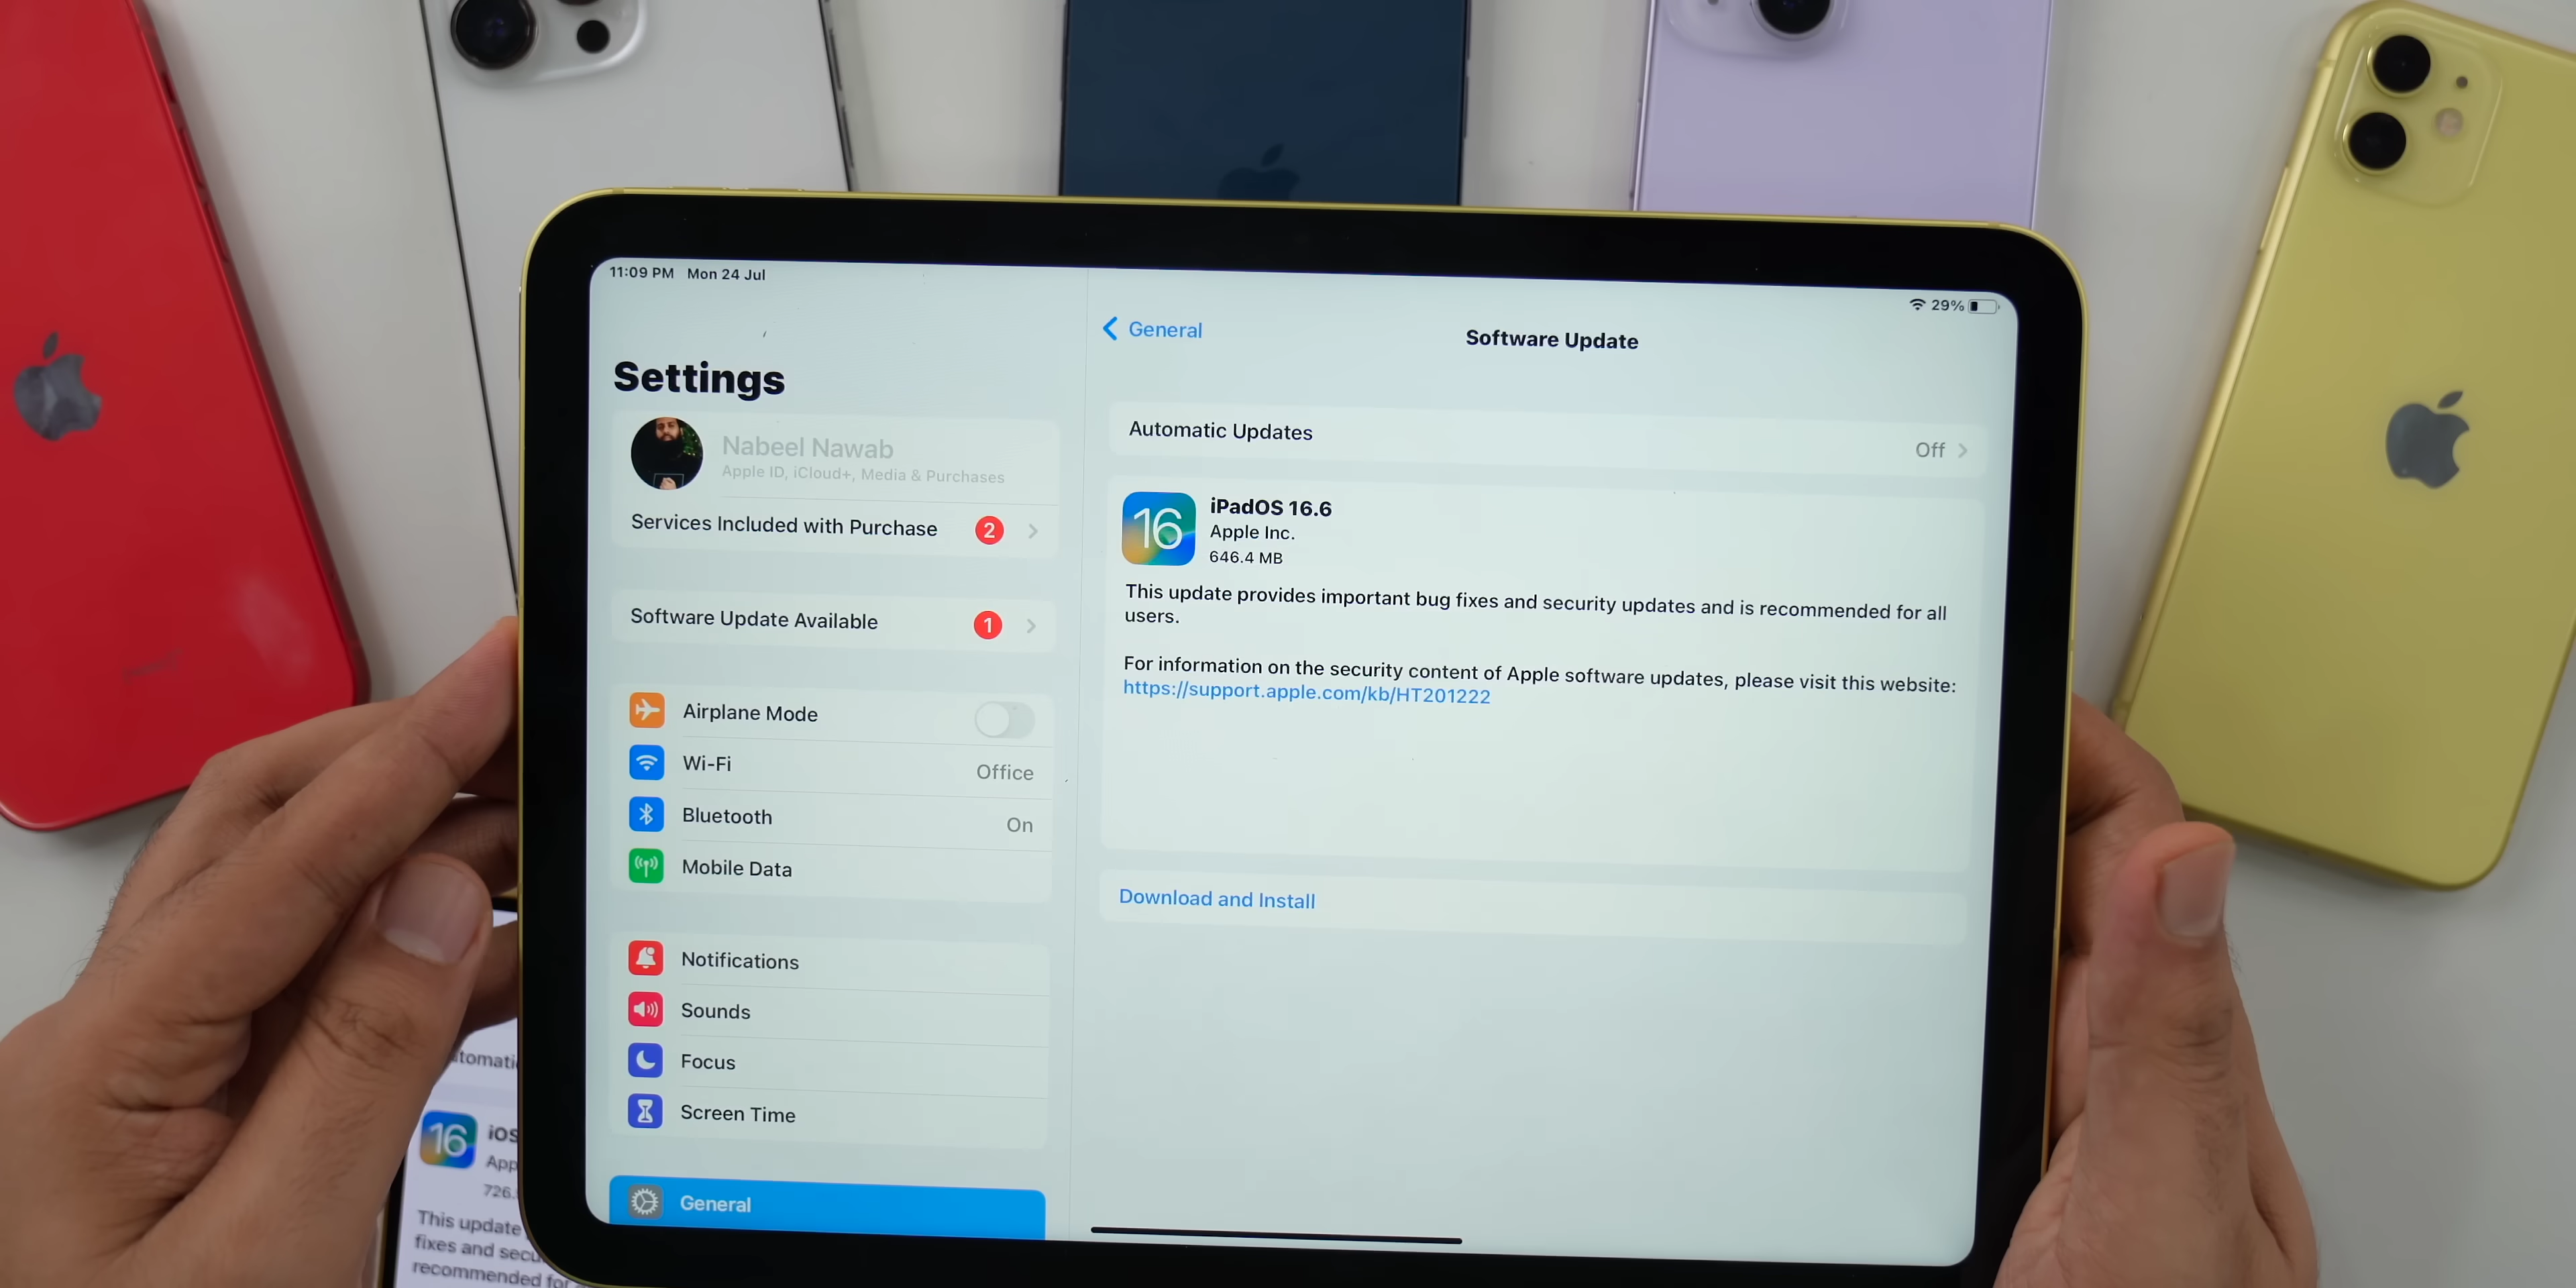 11:09 PM Mon 24 Jul
29%
Settings
Nabeel Nawab
Apple ID, iCloud+, Media & Purchases
Services Included with Purchase 2
Software Update Available 1
Airplane Mode
Wi-Fi Office
Bluetooth On
Mobile Data
Notifications
Sounds
Focus
Screen Time
General
General
Software Update
Automatic Updates Off
16
iPadOS 16.6
Apple Inc.
646.4 MB
This update provides important bug fixes and security updates and is recommended for all
users.
For information on the security content of Apple software updates, please visit this website:
https://support.apple.com/kb/HT201222
Download and Install
16
iOS
726.
This update
fixes and
recommended for